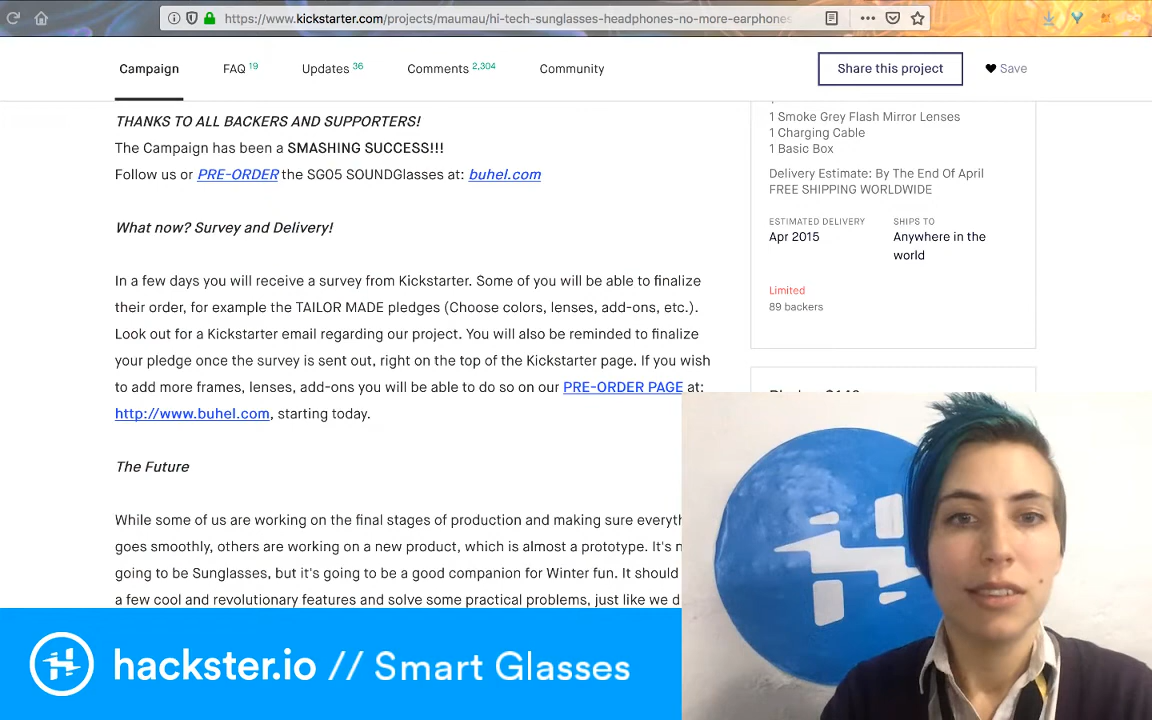 https://www.kickstarter.com/projects/maumau/hi-tech-sunglasses-headphones-no-more-earphones
Campaign FAQ 19 Updates 36 Comments 2,304 Community Share this project Save
THANKS TO ALL BACKERS AND SUPPORTERS!
The Campaign has been a SMASHING SUCCESS!!!
Follow us or PRE-ORDER the SG05 SOUNDGlasses at: buhel.com
What now? Survey and Delivery!
In a few days you will receive a survey from Kickstarter. Some of you will be able to finalize
their order, for example the TAILOR MADE pledges (Choose colors, lenses, add-ons, etc.).
Look out for a Kickstarter email regarding our project. You will also be reminded to finalize
your pledge once the survey is sent out, right on the top of the Kickstarter page. If you wish
to add more frames, lenses, add-ons you will be able to do so on our PRE-ORDER PAGE at:
http://www.buhel.com, starting today.
The Future
While some of us are working on the final stages of production and making sure everyth
goes smoothly, others are working on a new product, which is almost a prototype. It's n
going to be Sunglasses, but it's going to be a good companion for Winter fun. It should
a few cool and revolutionary features and solve some practical problems, just like we d
1 Smoke Grey Flash Mirror Lenses
1 Charging Cable
1 Basic Box
Delivery Estimate: By The End Of April
FREE SHIPPING WORLDWIDE
ESTIMATED DELIVERY
Apr 2015
SHIPS TO
Anywhere in the
world
Limited
89 backers
hackster.io // Smart Glasses